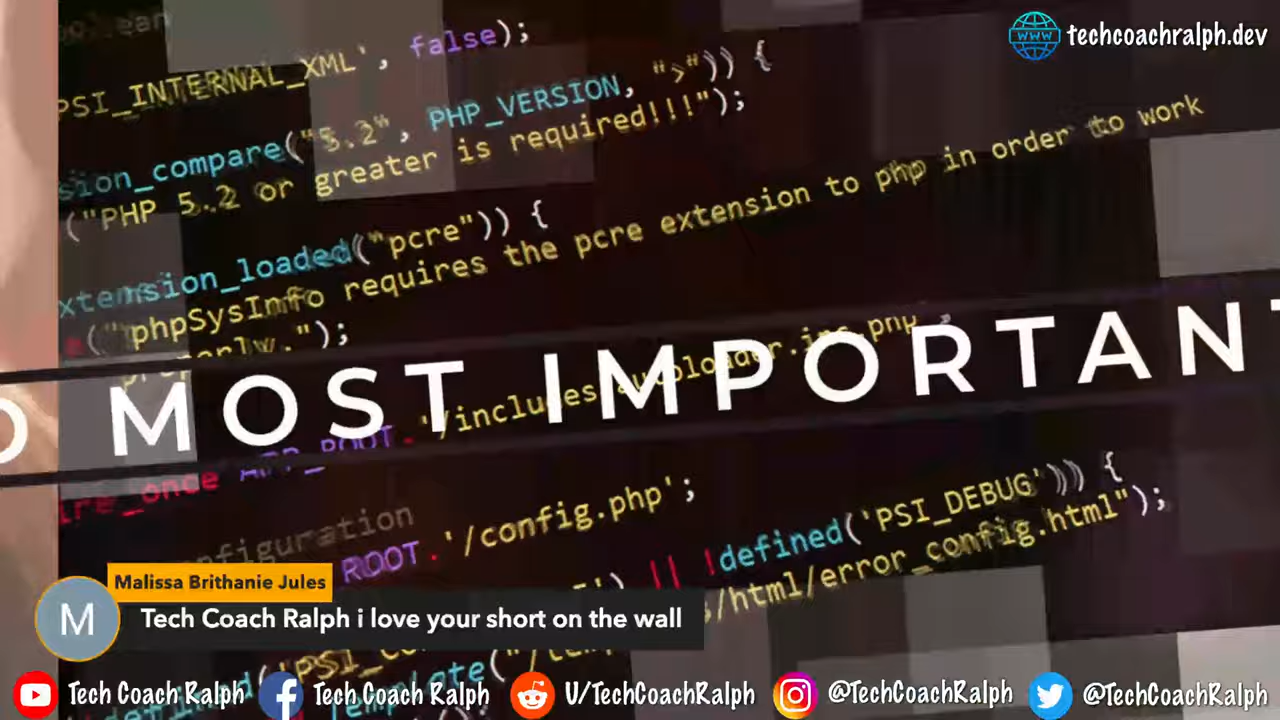 techcoachralph.dev
PSI_INTERNAL_XML', false);
sion_compare("5.2", PHP_VERSION, ">")) {
("PHP 5.2 or greater is required!!!");
xtension_loaded("pcre")) {
("phpSysInfo requires the pcre extension to php in order to work
properly.");
MOST IMPORTANT
ire_once APP_ROOT.'/includes/autoloader.inc.php
configuration
ROOT.'/config.php';
|| !defined('PSI_DEBUG')) {
/html/error_config.html");
Malissa Brithanie Jules
M
Tech Coach Ralph i love your short on the wall
Tech Coach Ralph
Tech Coach Ralph
U/TechCoachRalph
@TechCoachRalph
@TechCoachRalph